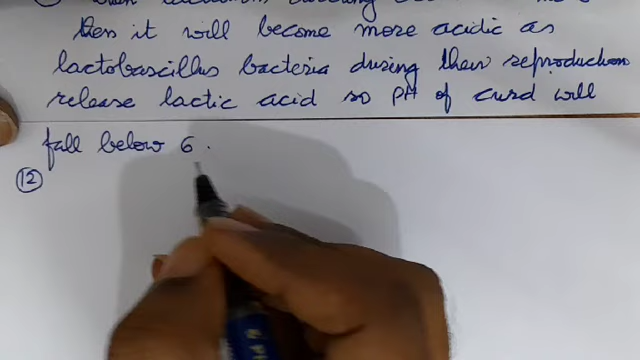 then it will become more acidic as
lactobascillus bacteria during their reproduction
release lactic acid so PH of curd will
fall below 6.
12